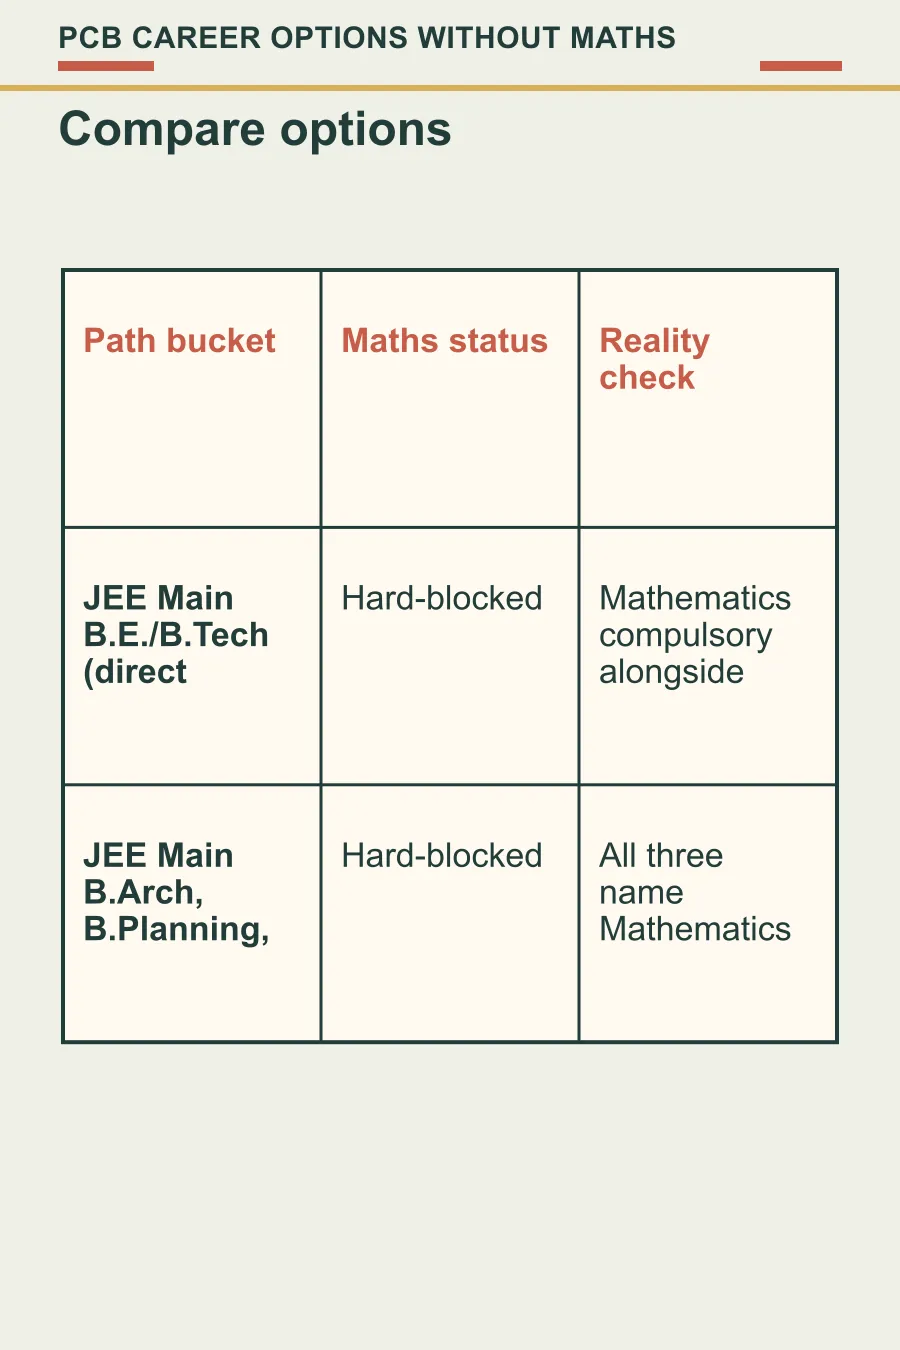 PCB CAREER OPTIONS WITHOUT MATHS
Compare options
Path bucket
Maths status
Reality
check
JEE Main
B.E./B.Tech
(direct
Hard-blocked
Mathematics
compulsory
alongside
JEE Main
B.Arch,
B.Planning,
Hard-blocked
All three
name
Mathematics